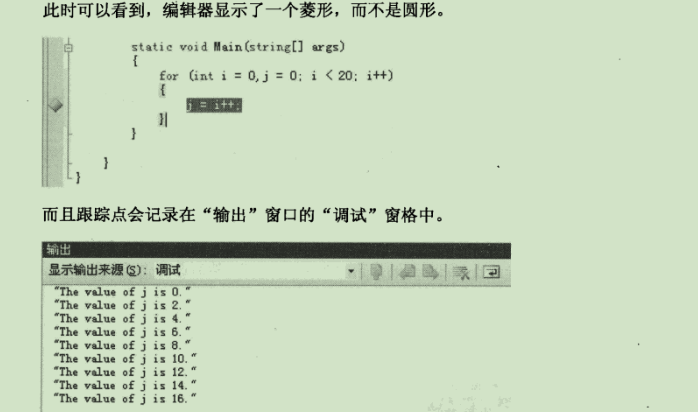 此时可以看到，编辑器显示了一个菱形，而不是圆形。
static void Main(string[] args)
{
for (int i = 0,j = 0; i < 20; i++)
{
j = i++;
}
}
}
}
而且跟踪点会记录在“输出”窗口的“调试”窗格中。
输出
显示输出来源(S): 调试
"The value of j is 0."
"The value of j is 2."
"The value of j is 4."
"The value of j is 6."
"The value of j is 8."
"The value of j is 10."
"The value of j is 12."
"The value of j is 14."
"The value of j is 16."